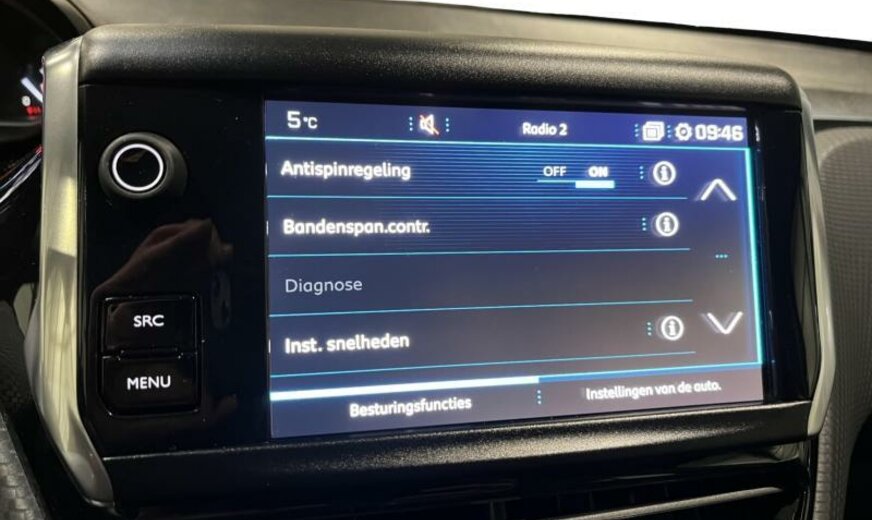 5°C Radio 2 09:46
Antispinregeling OFF ON
Bandenspan.contr.
Diagnose
SRC
Inst. snelheden
MENU
Besturingsfuncties Instellingen van de auto.